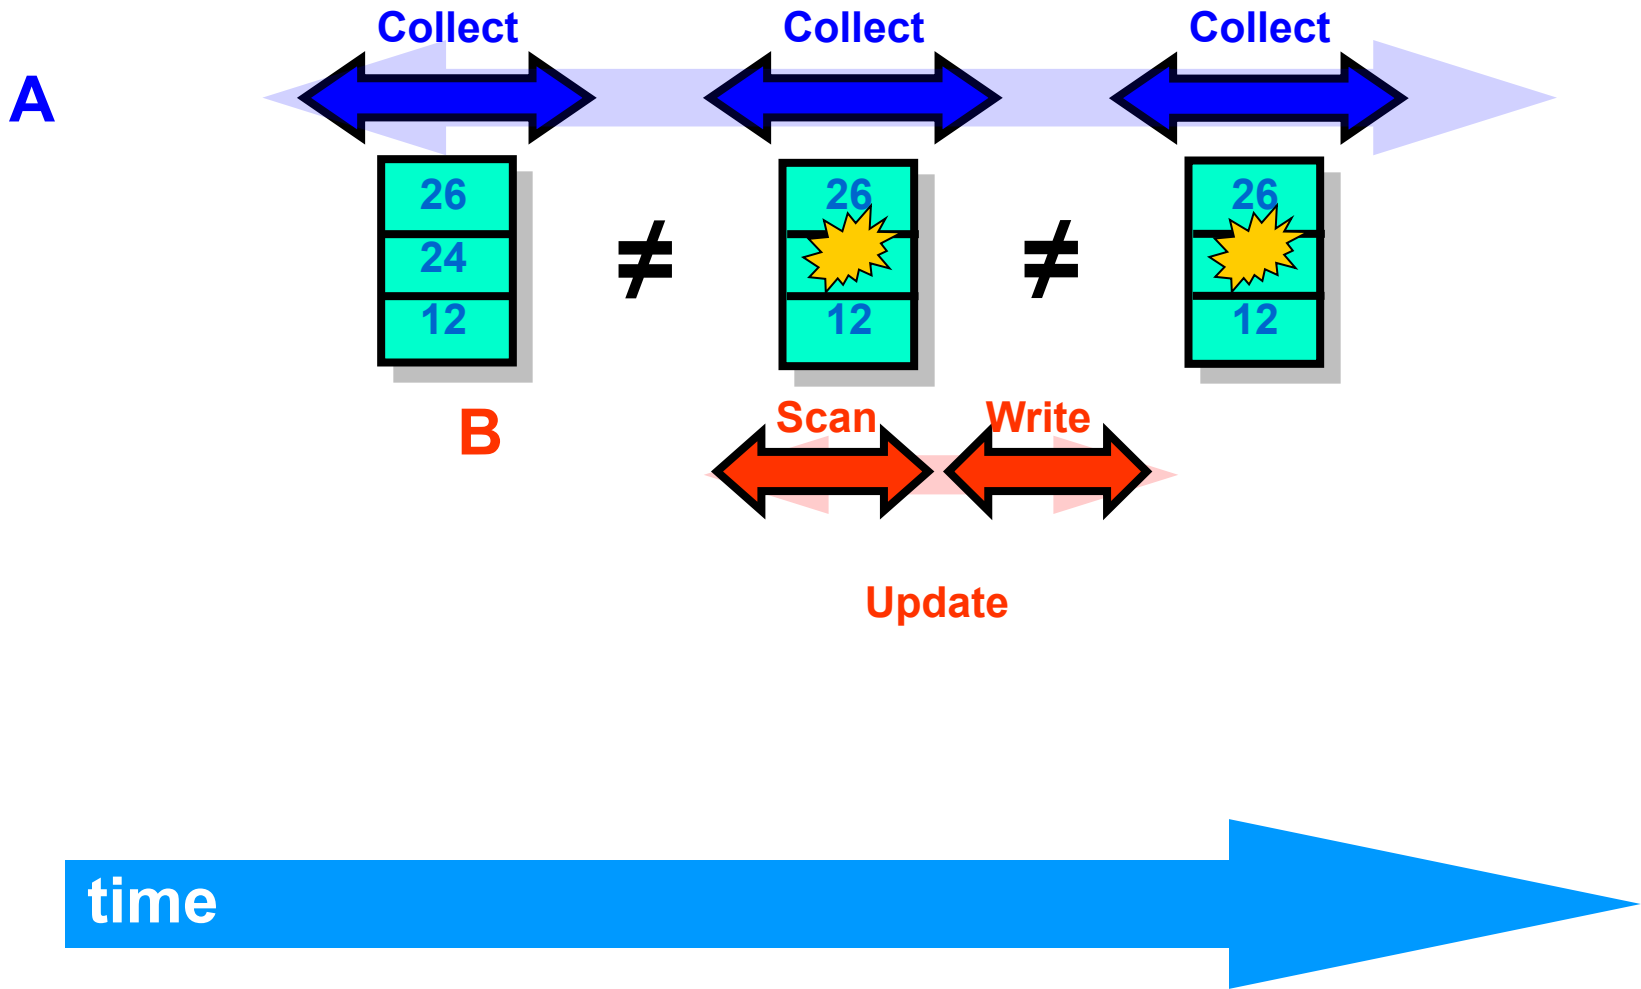 Collect Collect Collect
A
26 26 26
≠ ≠
24
12 12 12
B
Scan Write
Update
time